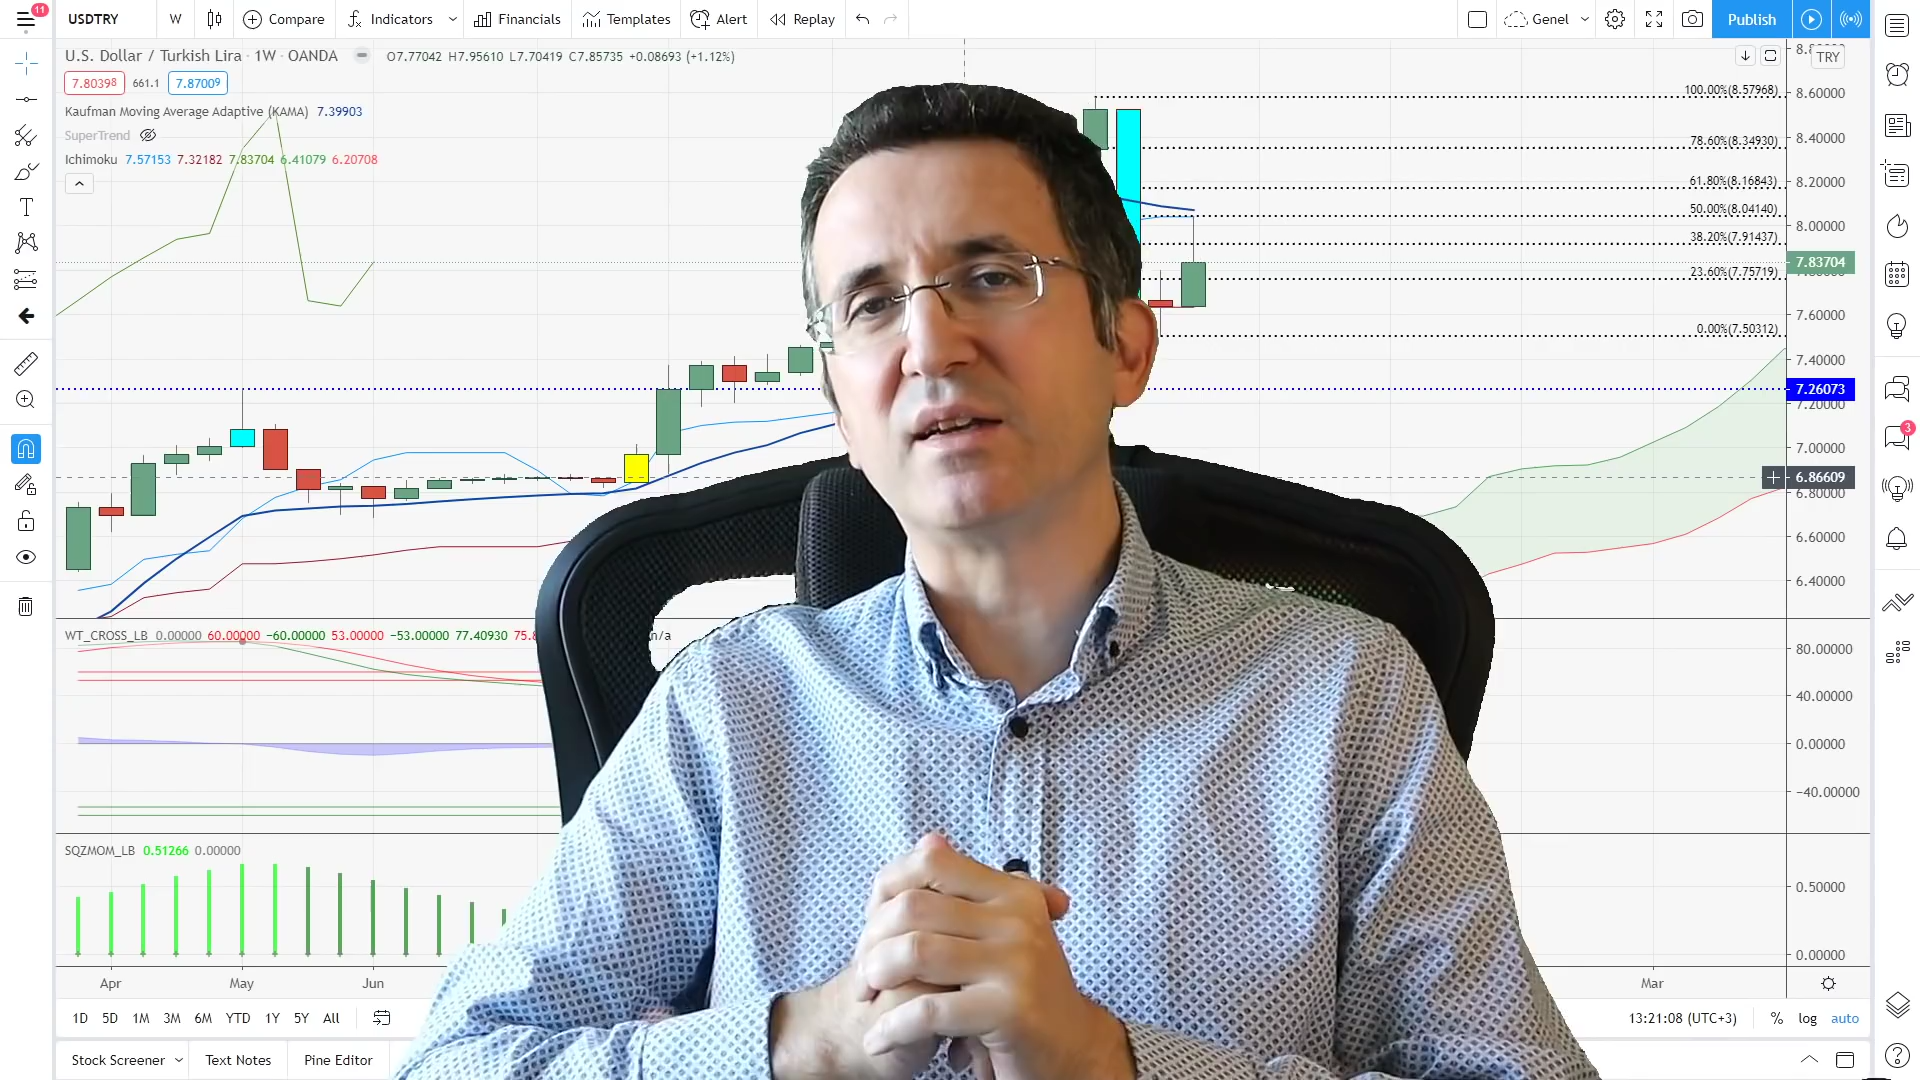 11
USDTRY W Compare Indicators Financials Templates Alert Replay Genel Publish
U.S. Dollar / Turkish Lira · 1W · OANDA O7.77042 H7.95610 L7.70419 C7.85735 +0.08693 (+1.12%)
7.80398 661.1 7.87009
Kaufman Moving Average Adaptive (KAMA) 7.39903
SuperTrend
Ichimoku 7.57153 7.32182 7.83704 6.41079 6.20708
TRY
100.00%(8.57968)
78.60%(8.34930)
61.80%(8.16843)
50.00%(8.04140)
38.20%(7.91437)
23.60%(7.75719)
0.00%(7.50312)
8.60000
8.40000
8.20000
8.00000
7.83704
7.60000
7.40000
7.26073
7.20000
7.00000
6.86609
6.80000
6.60000
6.40000
3
WT_CROSS_LB 0.00000 60.00000 −60.00000 53.00000 −53.00000 77.40930 n/a
80.00000
40.00000
0.00000
−40.00000
SQZMOM_LB 0.51266 0.00000
0.50000
0.00000
Apr May Jun Mar
1D 5D 1M 3M 6M YTD 1Y 5Y All 13:21:08 (UTC+3) % log auto
Stock Screener Text Notes Pine Editor